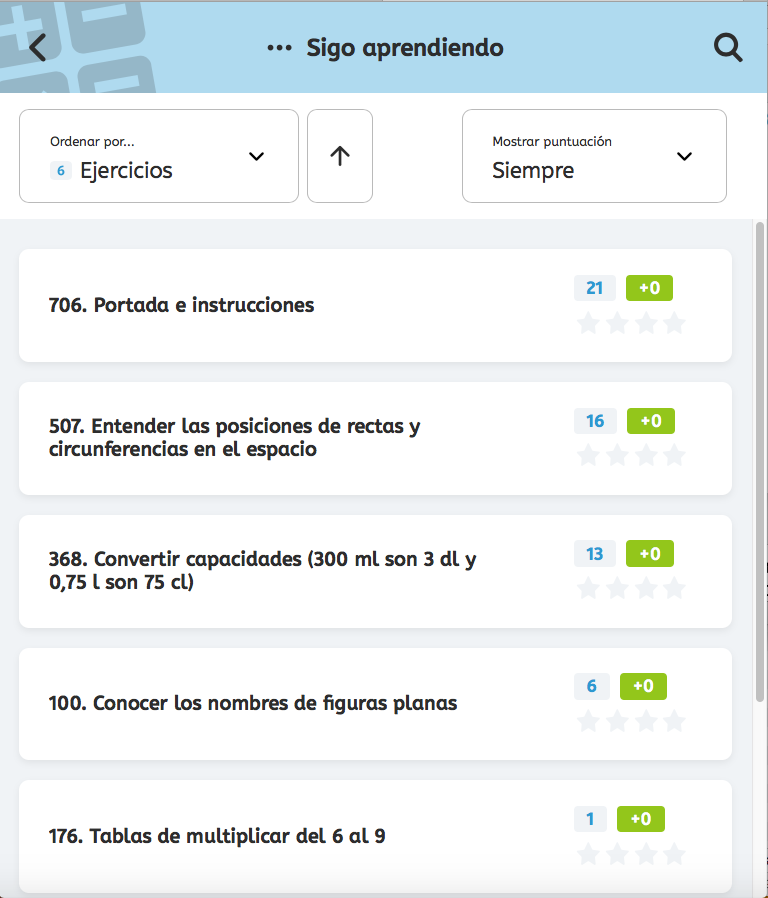 ••• Sigo aprendiendo
Ordenar por...
6 Ejercicios
Mostrar puntuación
Siempre
706. Portada e instrucciones
21 +0
507. Entender las posiciones de rectas y
circunferencias en el espacio
16 +0
368. Convertir capacidades (300 ml son 3 dl y
0,75 l son 75 cl)
13 +0
100. Conocer los nombres de figuras planas
6 +0
176. Tablas de multiplicar del 6 al 9
1 +0